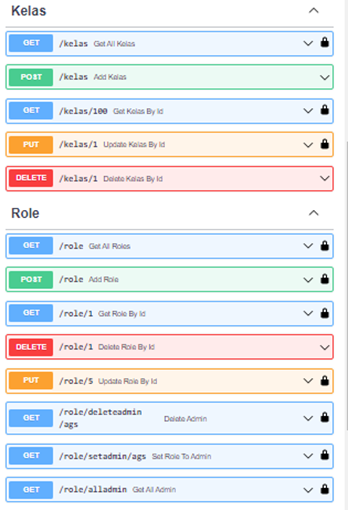 Kelas
GET /kelas Get All Kelas
POST /kelas Add Kelas
GET /kelas/100 Get Kelas By Id
PUT /kelas/1 Update Kelas By Id
DELETE /kelas/1 Delete Kelas By Id
Role
GET /role Get All Roles
POST /role Add Role
GET /role/1 Get Role By Id
DELETE /role/1 Delete Role By Id
PUT /role/5 Update Role By Id
GET /role/deleteadmin Delete Admin
/ags
GET /role/setadmin/ags Set Role To Admin
GET /role/alladmin Get All Admin